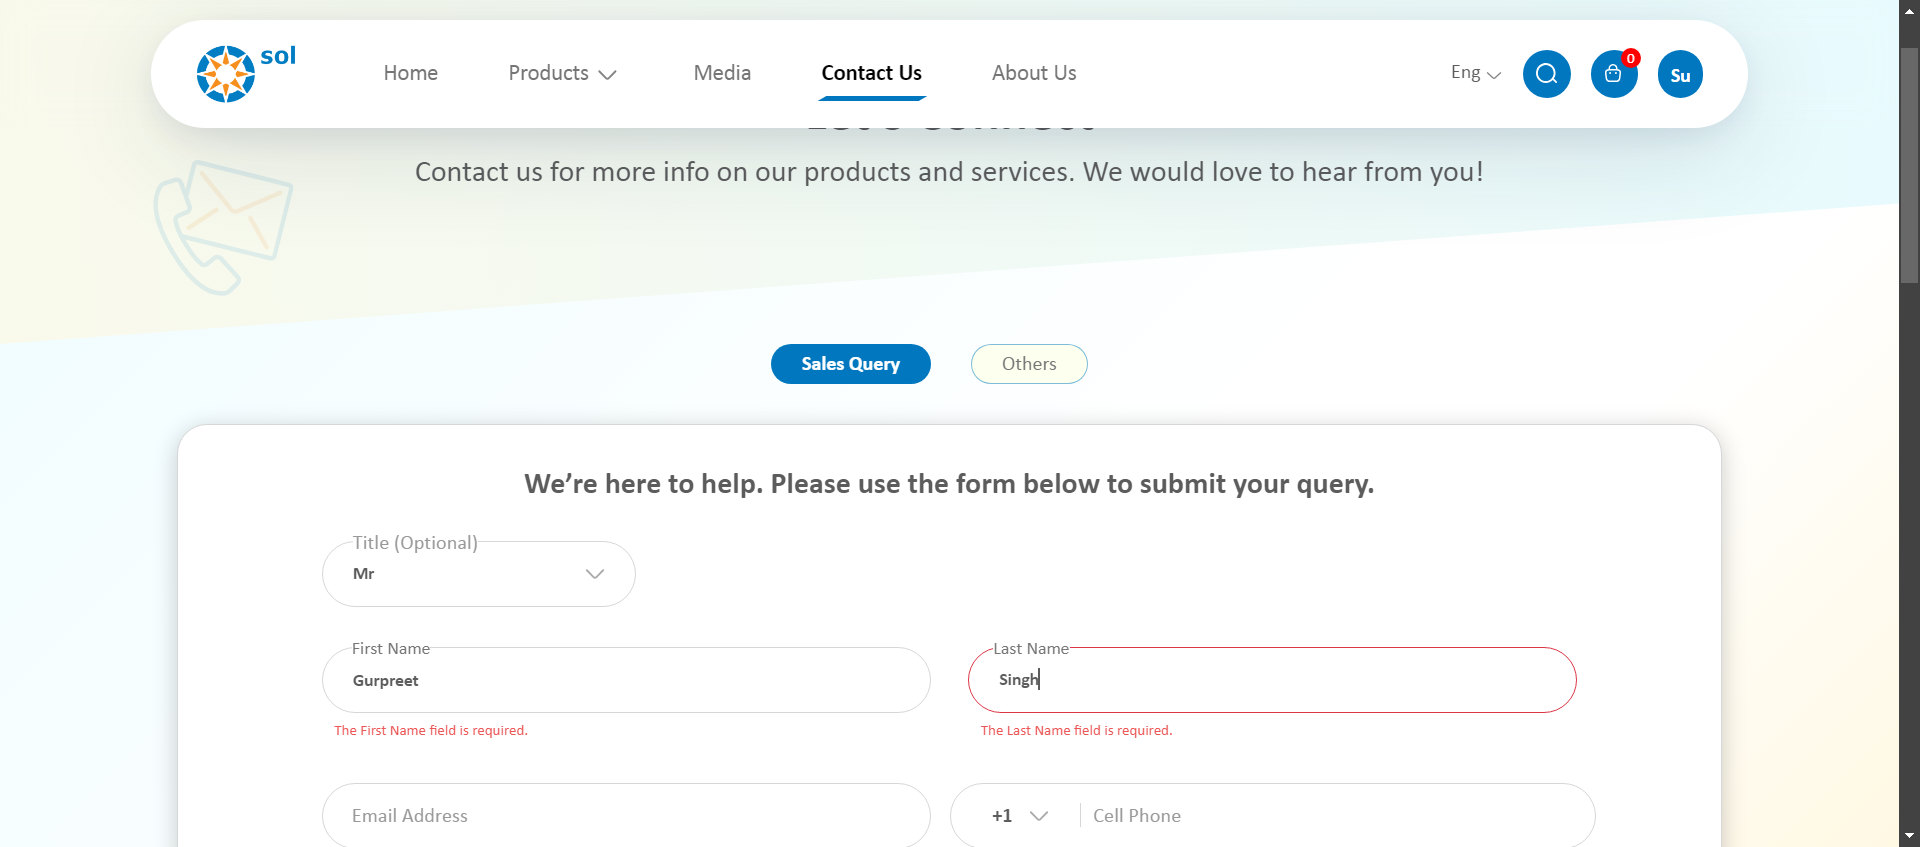 sol
Home Products Media Contact Us About Us Eng 0 Su
Contact us for more info on our products and services. We would love to hear from you!
Sales Query Others
We’re here to help. Please use the form below to submit your query.
Title (Optional)
Mr
First Name Last Name
Gurpreet Singh
The First Name field is required. The Last Name field is required.
Email Address +1 Cell Phone